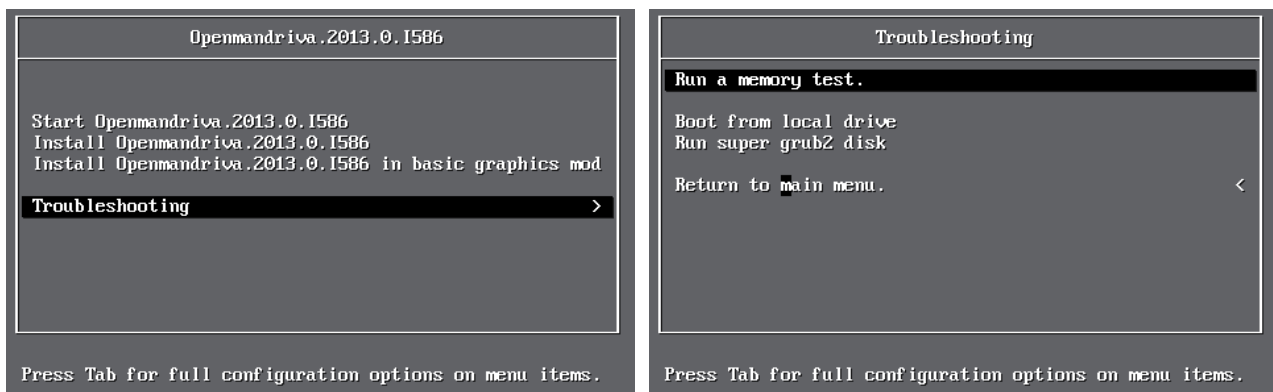 Openmandriva.2013.0.I586
Start Openmandriva.2013.0.I586
Install Openmandriva.2013.0.I586
Install Openmandriva.2013.0.I586 in basic graphics mod
Troubleshooting >
Press Tab for full configuration options on menu items.
Troubleshooting
Run a memory test.
Boot from local drive
Run super grub2 disk
Return to main menu. <
Press Tab for full configuration options on menu items.